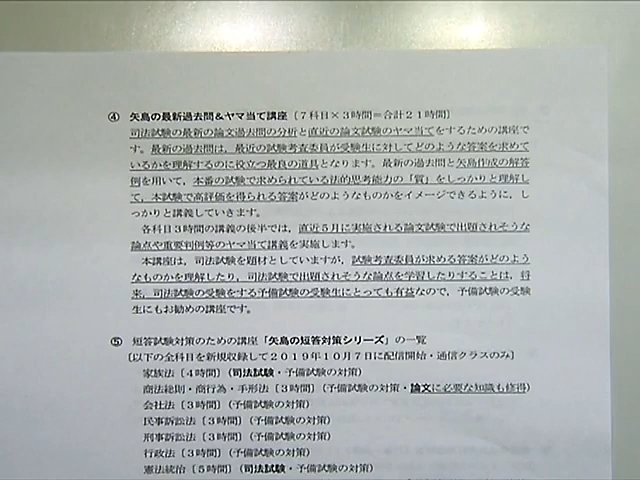 ④ 矢島の最新過去問&ヤマ当て講座〔7科目×3時間=合計21時間〕
司法試験の最新の論文過去問の分析と直近の論文試験のヤマ当てをするための講座で
す。最新の過去問は、最近の試験考査委員が受験生に対してどのような答案を求めて
いるかを理解するのに役立つ最良の道具となります。最新の過去問と矢島作成の解答
例を用いて、本番の試験で求められている法的思考能力の「質」をしっかりと理解し
て、本試験で高評価を得られる答案がどのようなものかをイメージできるように、し
っかりと講義していきます。
各科目3時間の講義の後半では、直近5月に実施される論文試験で出題されそうな
論点や重要判例等のヤマ当て講義を実施します。
本講座は、司法試験を題材としていますが、試験考査委員が求める答案がどのよう
なものかを理解したり、司法試験で出題されそうな論点を学習したりすることは、将
来、司法試験の受験をする予備試験の受験生にとっても有益なので、予備試験の受験
生にもお勧めの講座です。
⑤ 短答試験対策のための講座「矢島の短答対策シリーズ」の一覧
〔以下の全科目を新規収録して2019年10月7日に配信開始・通信クラスのみ〕
家族法〔4時間〕(司法試験・予備試験の対策)
商法総則・商行為・手形法〔3時間〕(予備試験の対策・論文に必要な知識も修得)
会社法〔3時間〕(予備試験の対策)
民事訴訟法〔3時間〕(予備試験の対策)
刑事訴訟法〔3時間〕(予備試験の対策)
行政法〔3時間〕(予備試験の対策)
憲法統治〔5時間〕(司法試験・予備試験の対策)